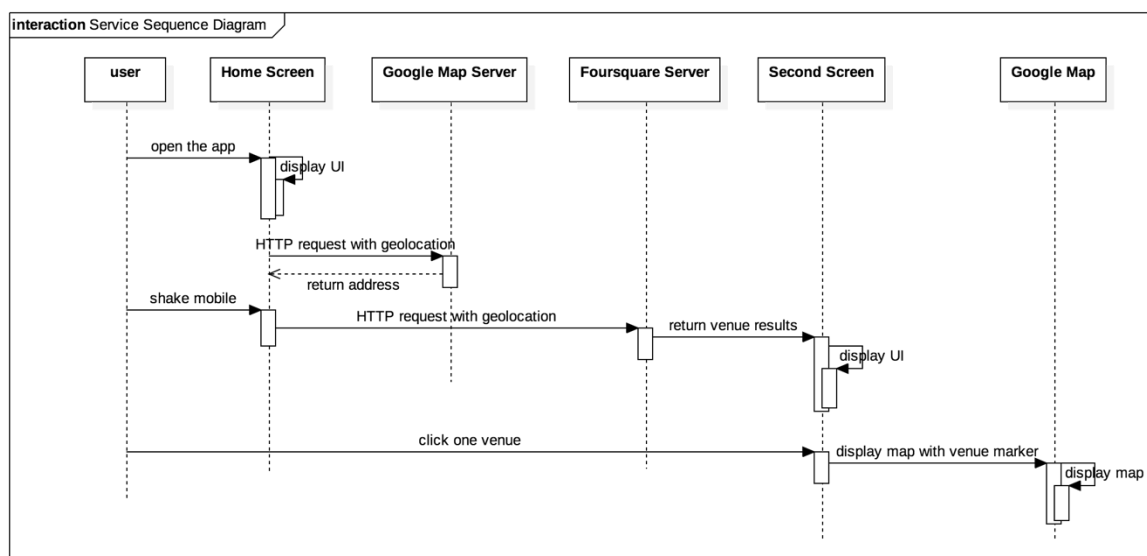 interaction Service Sequence Diagram
user
Home Screen
Google Map Server
Foursquare Server
Second Screen
Google Map
open the app
display UI
HTTP request with geolocation
return address
shake mobile
HTTP request with geolocation
return venue results
display UI
click one venue
display map with venue marker
display map